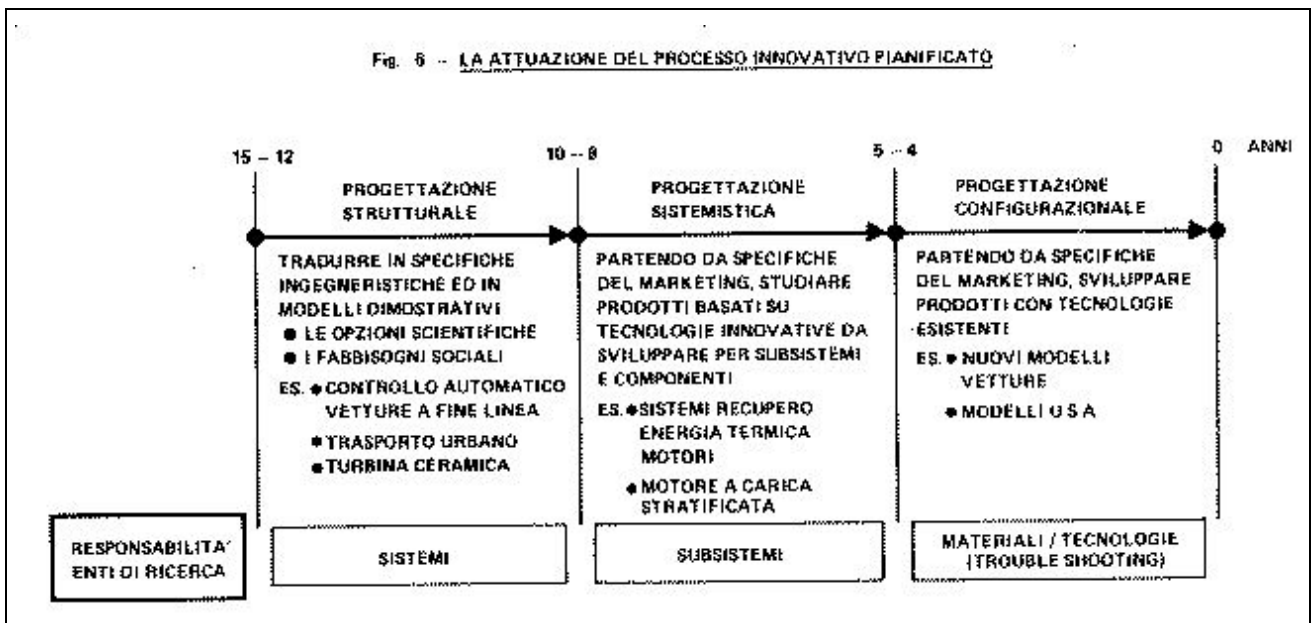 Fig. 6 -- LA ATTUAZIONE DEL PROCESSO INNOVATIVO PIANIFICATO
15 – 12
10 -- 9
5 -- 4
0 ANNI
PROGETTAZIONE
STRUTTURALE
TRADURRE IN SPECIFICHE
INGEGNERISTICHE ED IN
MODELLI DIMOSTRATIVI
● LE OPZIONI SCIENTIFICHE
● I FABBISOGNI SOCIALI
ES. ● CONTROLLO AUTOMATICO
VETTURE A FINE LINEA
● TRASPORTO URBANO
● TURBINA CERAMICA
PROGETTAZIONE
SISTEMISTICA
PARTENDO DA SPECIFICHE
DEL MARKETING, STUDIARE
PRODOTTI BASATI SU
TECNOLOGIE INNOVATIVE DA
SVILUPPARE PER SUBSISTEMI
E COMPONENTI
ES. ● SISTEMI RECUPERO
ENERGIA TERMICA
MOTORI
● MOTORE A CARICA
STRATIFICATA
PROGETTAZIONE
CONFIGURAZIONALE
PARTENDO DA SPECIFICHE
DEL MARKETING, SVILUPPARE
PRODOTTI CON TECNOLOGIE
ESISTENTI
ES. ● NUOVI MODELLI
VETTURE
● MODELLI U S A
RESPONSABILITA'
ENTI DI RICERCA
SISTEMI
SUBSISTEMI
MATERIALI / TECNOLOGIE
(TROUBLE SHOOTING)